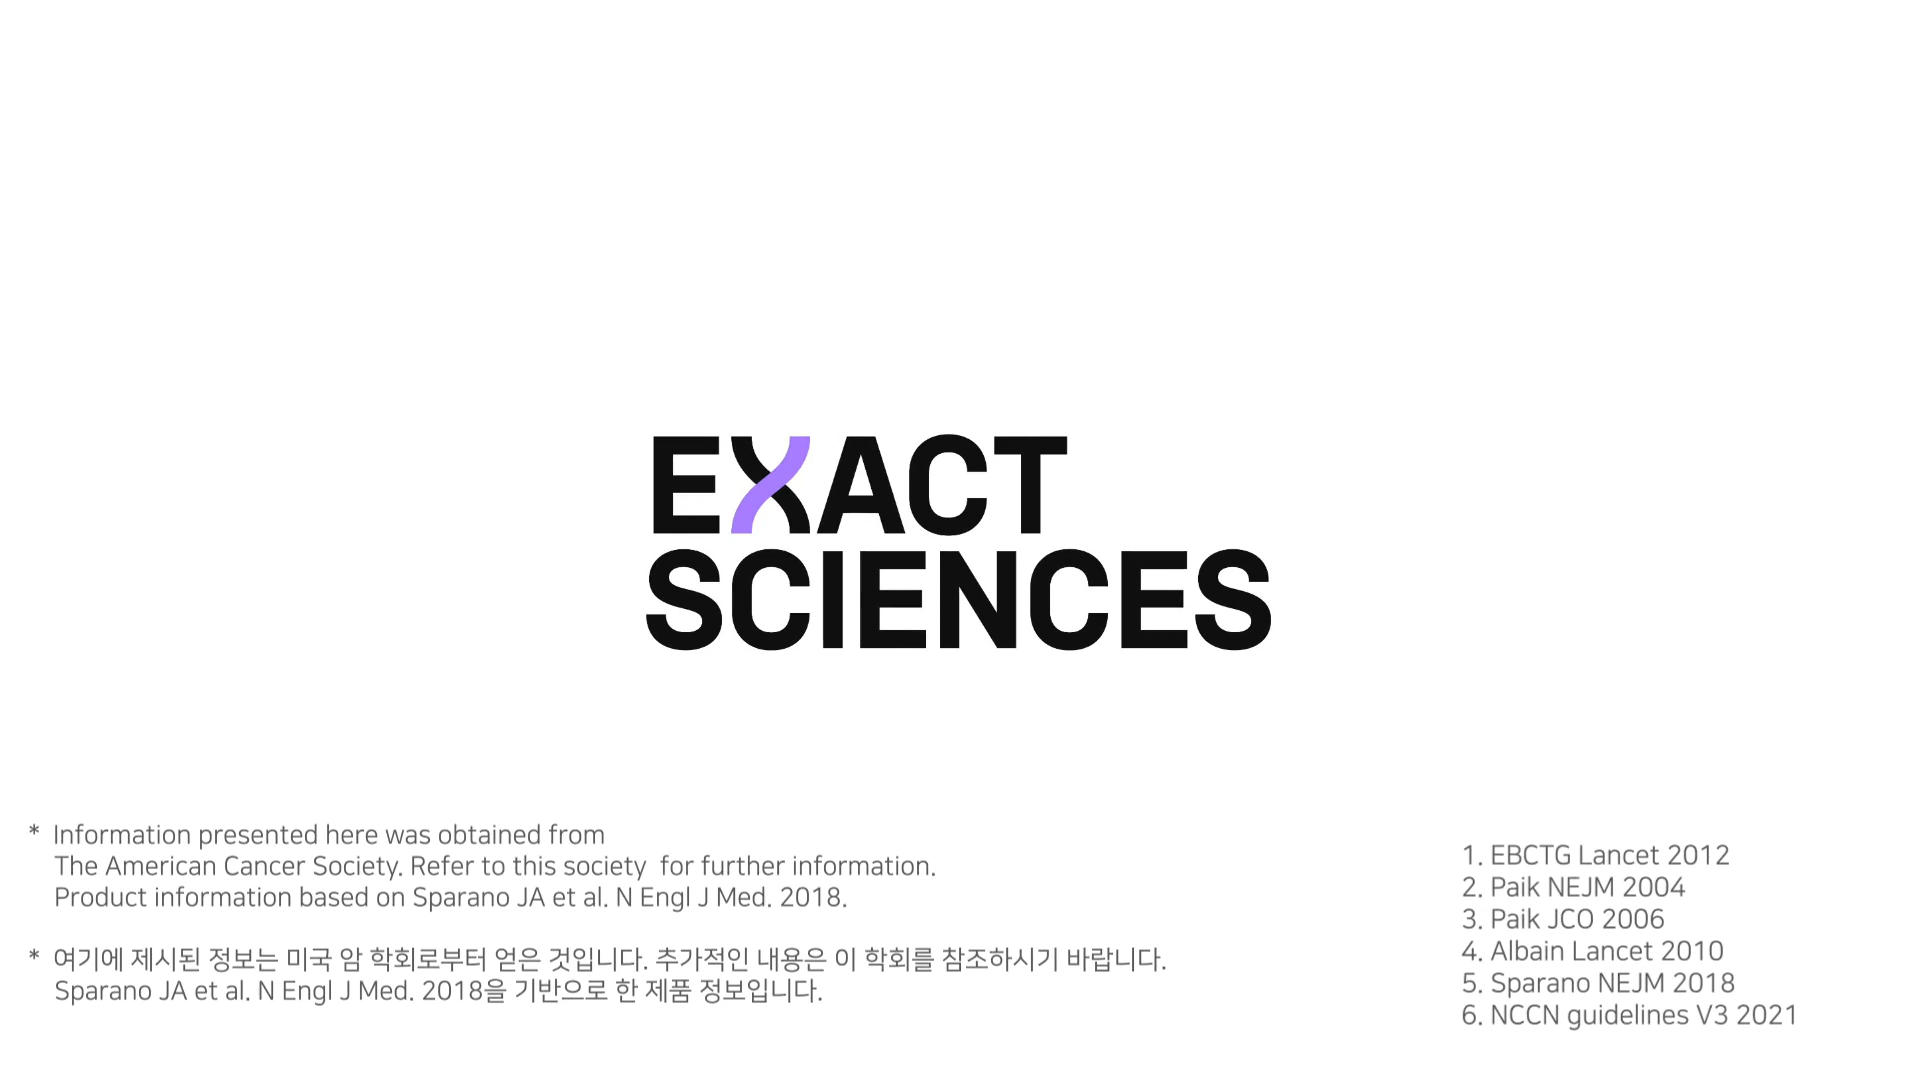 EXACT
SCIENCES
* Information presented here was obtained from
The American Cancer Society. Refer to this society  for further information.
Product information based on Sparano JA et al. N Engl J Med. 2018.
* 여기에 제시된 정보는 미국 암 학회로부터 얻은 것입니다. 추가적인 내용은 이 학회를 참조하시기 바랍니다.
Sparano JA et al. N Engl J Med. 2018을 기반으로 한 제품 정보입니다.
1. EBCTG Lancet 2012
2. Paik NEJM 2004
3. Paik JCO 2006
4. Albain Lancet 2010
5. Sparano NEJM 2018
6. NCCN guidelines V3 2021